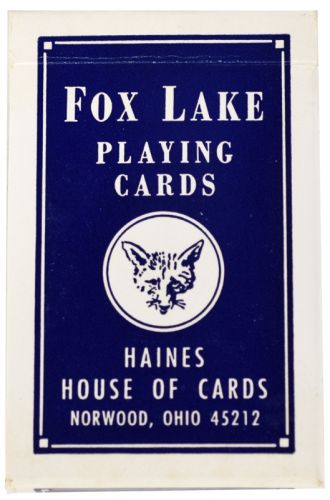 FOX LAKE
PLAYING
CARDS
HAINES
HOUSE OF CARDS
NORWOOD, OHIO 45212